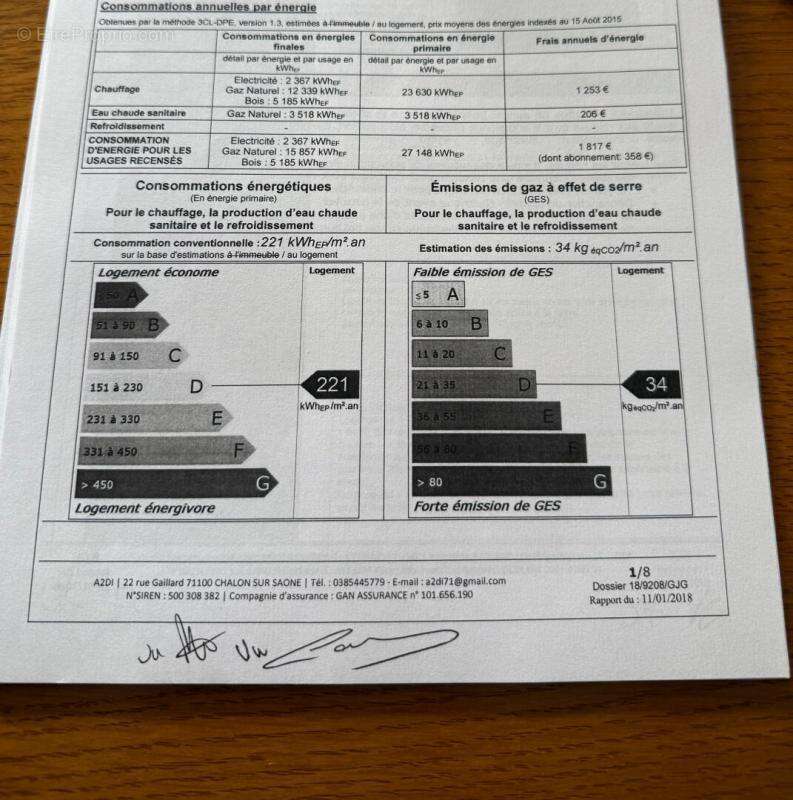 © EtreProprio.com
Consommations annuelles par énergie
Obtenues par la méthode 3CL-DPE, version 1.3, estimées à l'immeuble / au logement, prix moyens des énergies indexés au 15 Août 2015
Consommations en énergies finales
Consommations en énergie primaire
Frais annuels d'énergie
détail par énergie et par usage en kWhEF
détail par énergie et par usage en kWhEP
Chauffage
Electricité : 2 367 kWhEF
Gaz Naturel : 12 339 kWhEF
Bois : 5 185 kWhEF
23 630 kWhEP
1 253 €
Eau chaude sanitaire
Gaz Naturel : 3 518 kWhEF
3 518 kWhEP
206 €
Refroidissement
-
-
-
CONSOMMATION D'ENERGIE POUR LES USAGES RECENSÉS
Electricité : 2 367 kWhEF
Gaz Naturel : 15 857 kWhEF
Bois : 5 185 kWhEF
27 148 kWhEP
1 817 €
(dont abonnement: 358 €)
Consommations énergétiques
(En énergie primaire)
Pour le chauffage, la production d'eau chaude
sanitaire et le refroidissement
Consommation conventionnelle : 221 kWhEP/m².an
sur la base d'estimations à l'immeuble / au logement
Émissions de gaz à effet de serre
(GES)
Pour le chauffage, la production d'eau chaude
sanitaire et le refroidissement
Estimation des émissions : 34 kg éqCO2/m².an
Logement économe
Logement
≤ 50 A
51 à 90 B
91 à 150 C
151 à 230 D
221
kWhEP/m².an
231 à 330 E
331 à 450 F
> 450 G
Logement énergivore
Faible émission de GES
Logement
≤ 5 A
6 à 10 B
11 à 20 C
21 à 35 D
34
kgéqCO2/m².an
36 à 55 E
56 à 80 F
> 80 G
Forte émission de GES
A2DI | 22 rue Gaillard 71100 CHALON SUR SAONE | Tél. : 0385445779 - E-mail : a2di71@gmail.com
N°SIREN : 500 308 382 | Compagnie d'assurance : GAN ASSURANCE n° 101.656.190
1/8
Dossier 18/9208/GJG
Rapport du : 11/01/2018
vu
vu